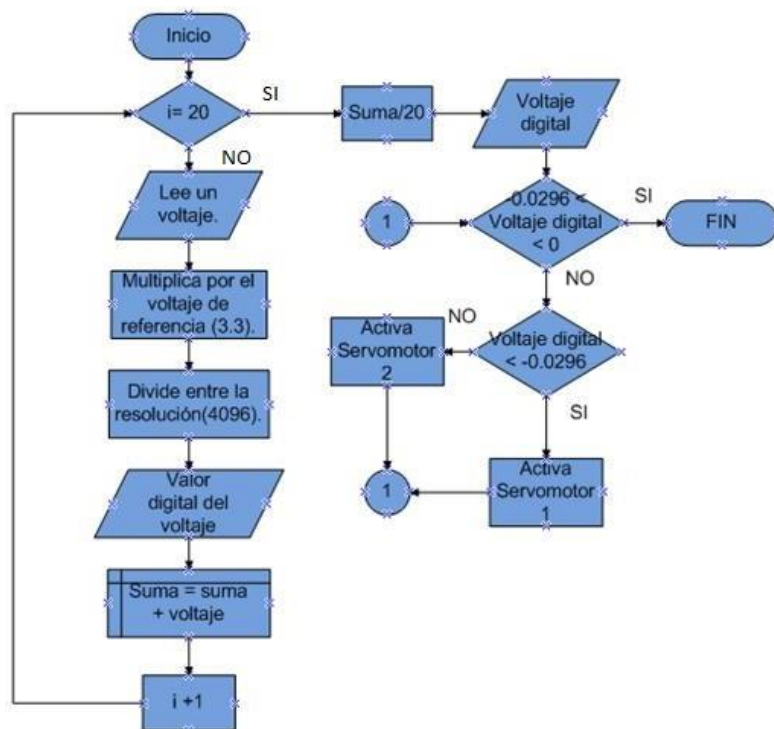 Inicio
i= 20
SI
NO
Lee un
voltaje.
Multiplica por el
voltaje de
referencia (3.3).
Divide entre la
resolución(4096).
Valor
digital del
voltaje
Suma = suma
+ voltaje
i +1
Suma/20
Voltaje
digital
1
-0.0296 <
Voltaje digital
< 0
SI
FIN
NO
Voltaje digital
< -0.0296
NO
Activa
Servomotor
2
SI
Activa
Servomotor
1
1